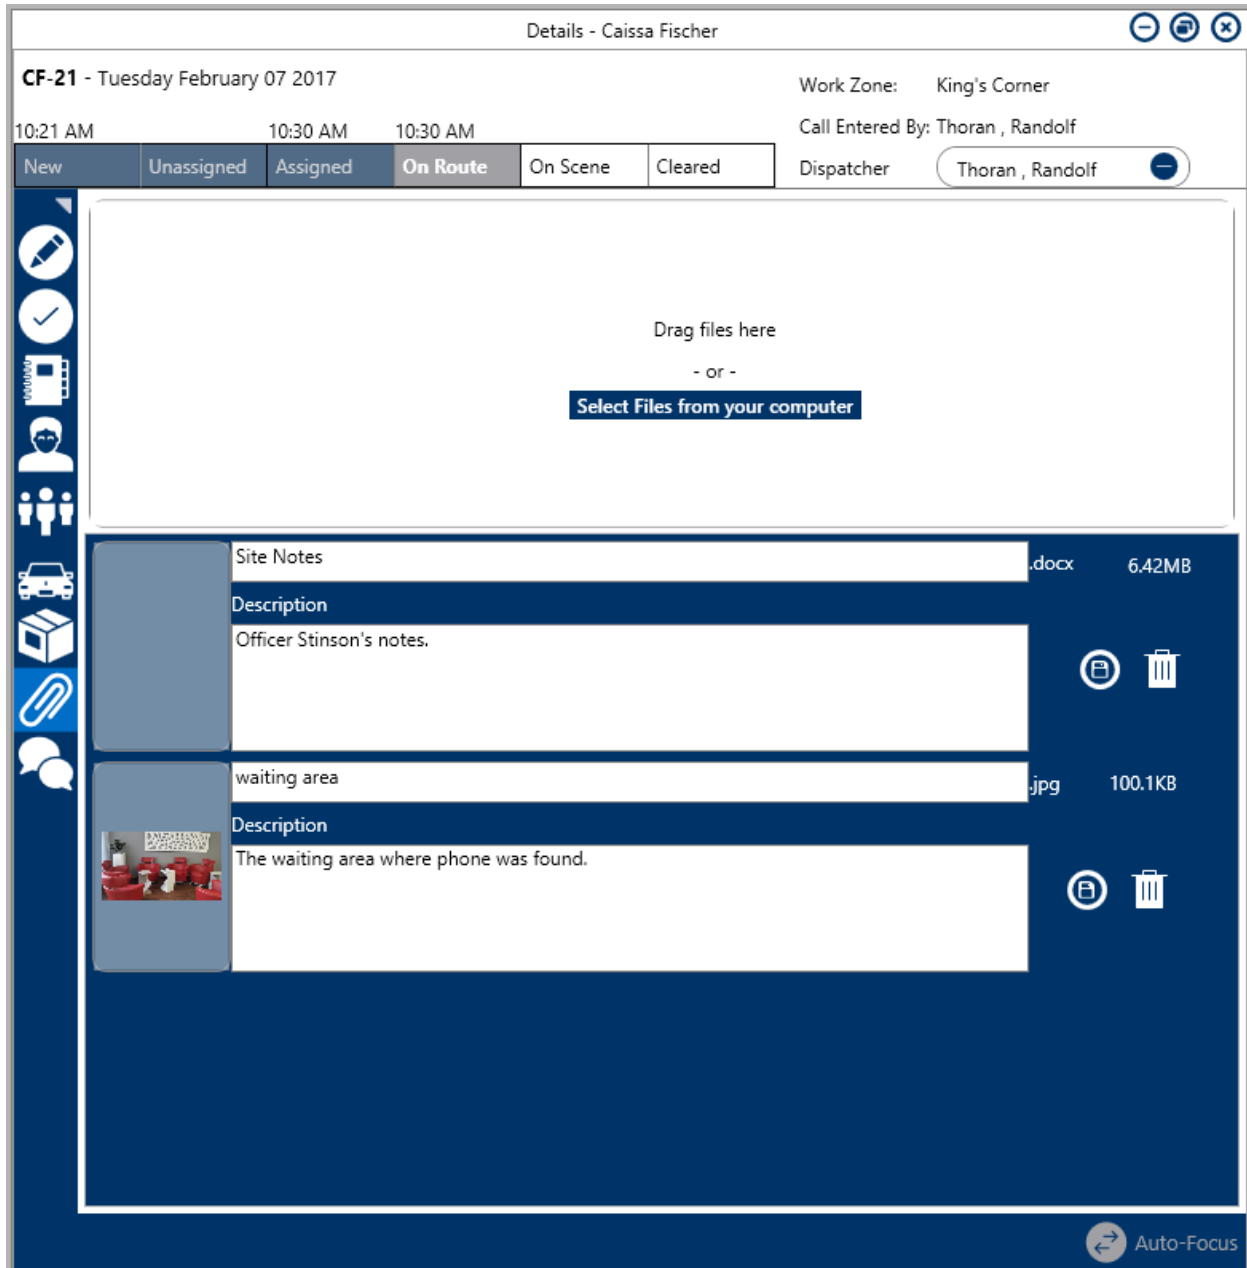 Details - Caissa Fischer
CF-21 - Tuesday February 07 2017
Work Zone: King's Corner
Call Entered By: Thoran , Randolf
Dispatcher Thoran , Randolf
10:21 AM 10:30 AM 10:30 AM
New Unassigned Assigned On Route On Scene Cleared
Drag files here
- or -
Select Files from your computer
Site Notes .docx 6.42MB
Description
Officer Stinson's notes.
waiting area .jpg 100.1KB
Description
The waiting area where phone was found.
Auto-Focus